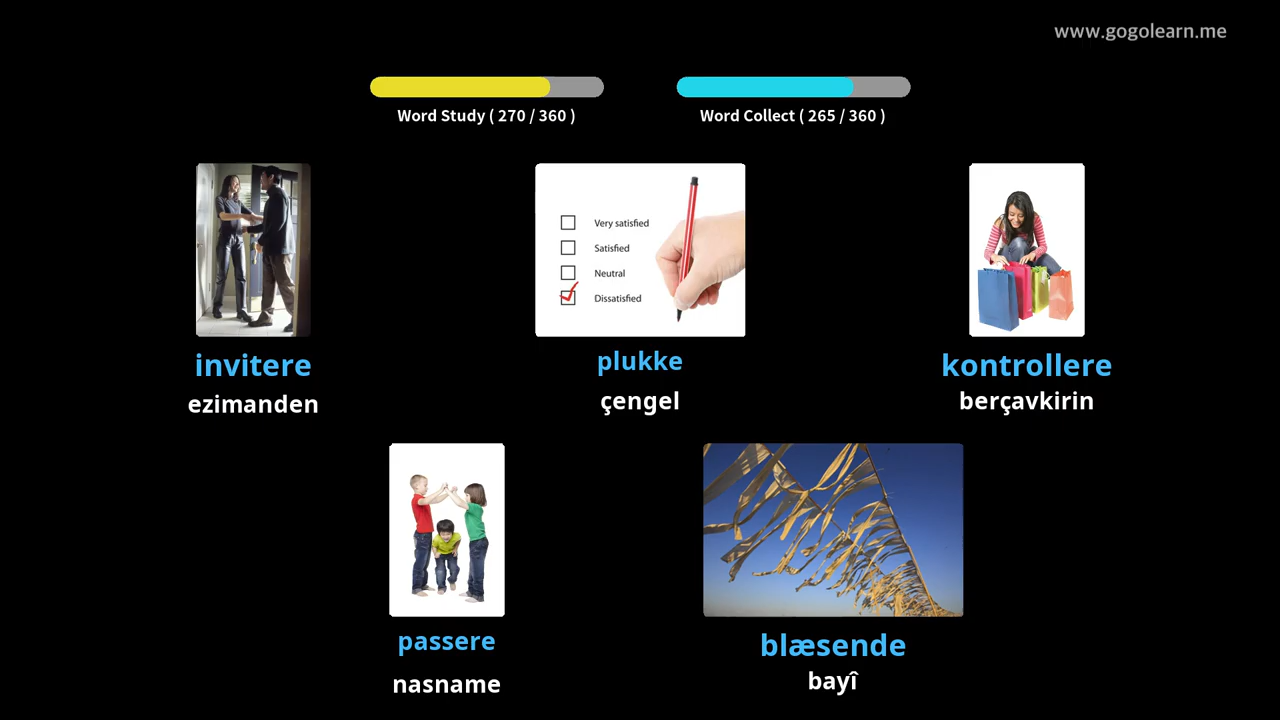 www.gogolearn.me
Word Study ( 270 / 360 )
Word Collect ( 265 / 360 )
Very satisfied
Satisfied
Neutral
Dissatisfied
invitere
ezimanden
plukke
çengel
kontrollere
berçavkirin
passere
nasname
blæsende
bayî